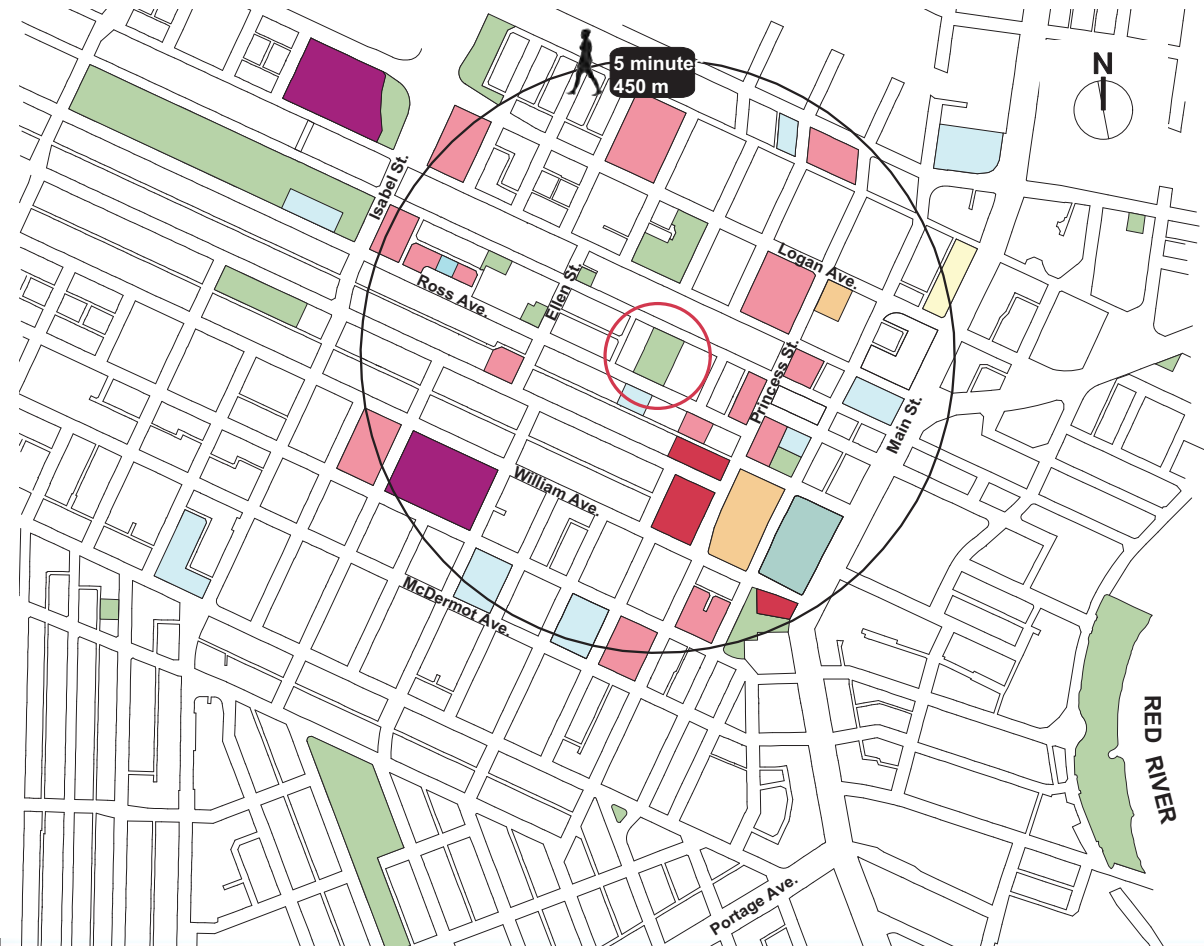 5 minute
450 m
N
Isabel St.
Logan Ave.
Ross Ave.
Ellen St.
Princess St.
Main St.
William Ave.
McDermot Ave.
RED RIVER
Portage Ave.